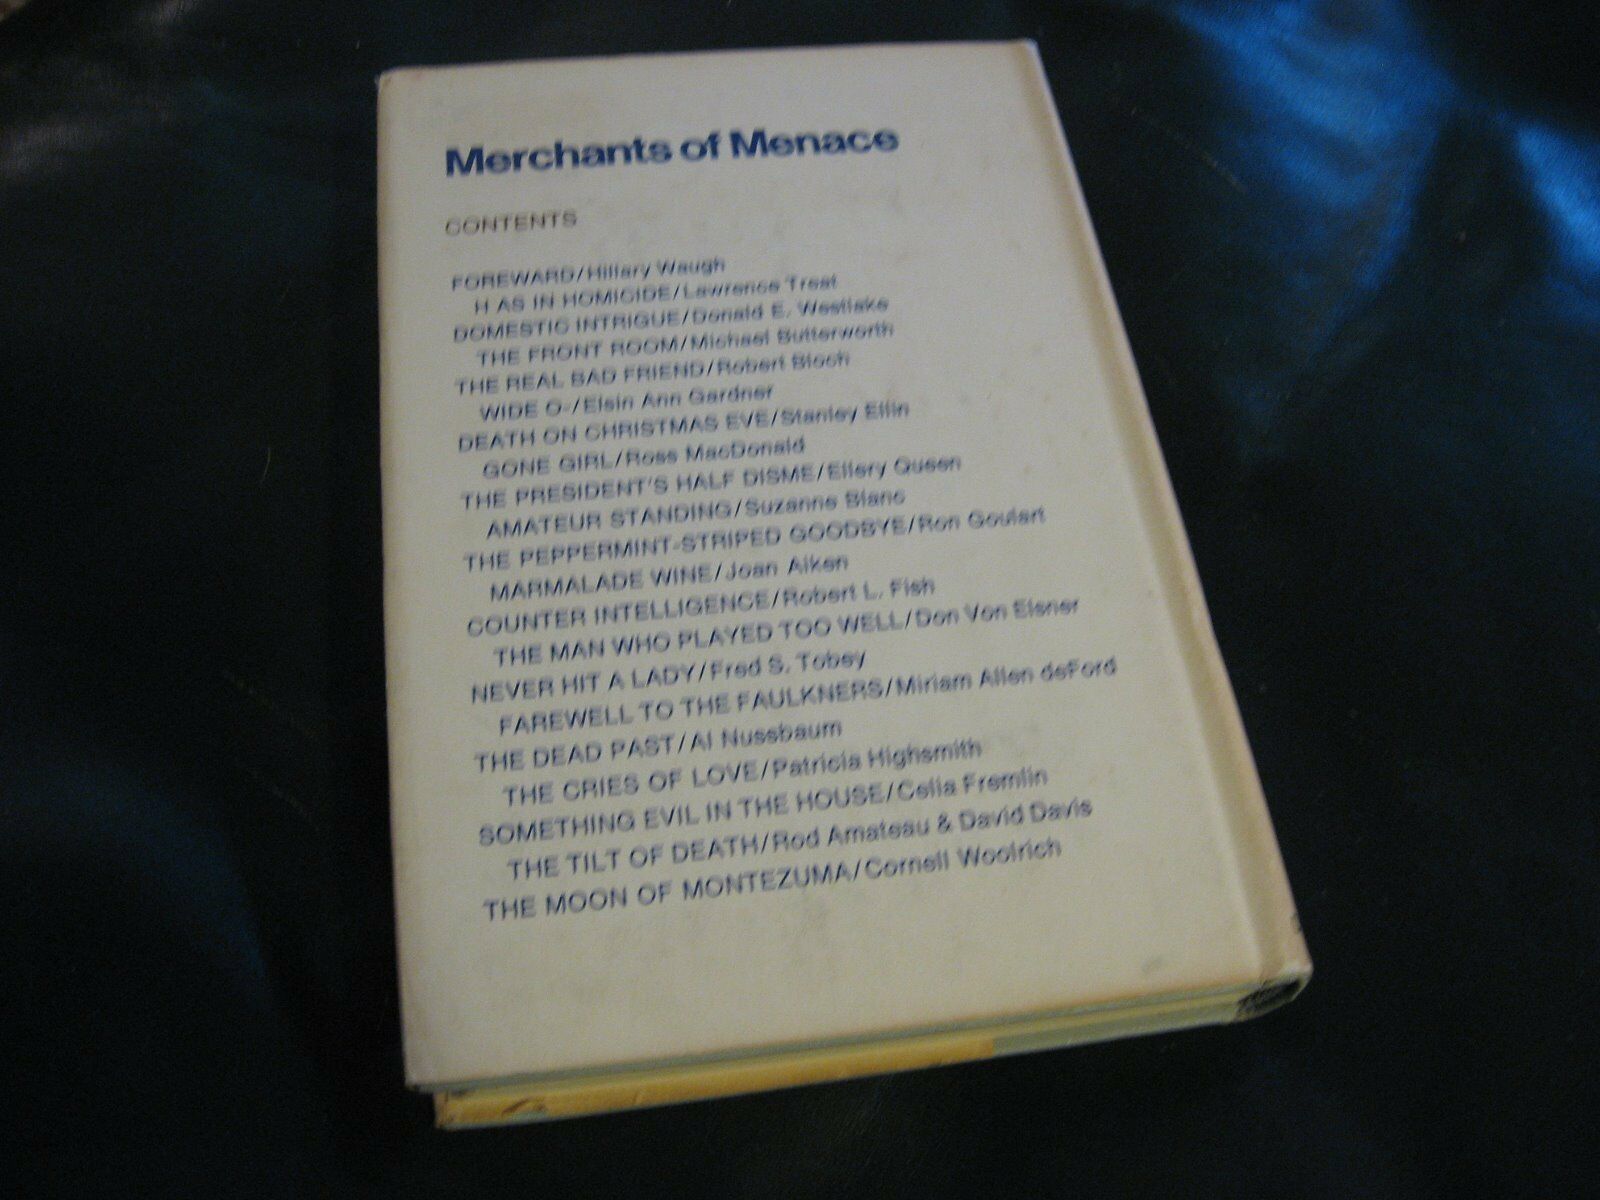 Merchants of Menace
CONTENTS
FOREWARD/Hillary Waugh
H AS IN HOMICIDE/Lawrence Treat
DOMESTIC INTRIGUE/Donald E. Westlake
THE FRONT ROOM/Michael Butterworth
THE REAL BAD FRIEND/Robert Bloch
WIDE O-/Elsin Ann Gardner
DEATH ON CHRISTMAS EVE/Stanley Ellin
GONE GIRL/Ross MacDonald
THE PRESIDENT'S HALF DISME/Ellery Queen
AMATEUR STANDING/Suzanne Blanc
THE PEPPERMINT-STRIPED GOODBYE/Ron Goulart
MARMALADE WINE/Joan Aiken
COUNTER INTELLIGENCE/Robert L. Fish
THE MAN WHO PLAYED TOO WELL/Don Von Elsner
NEVER HIT A LADY/Fred S. Tobey
FAREWELL TO THE FAULKNERS/Miriam Allen deFord
THE DEAD PAST/Al Nussbaum
THE CRIES OF LOVE/Patricia Highsmith
SOMETHING EVIL IN THE HOUSE/Celia Fremlin
THE TILT OF DEATH/Rod Amateau & David Davis
THE MOON OF MONTEZUMA/Cornell Woolrich